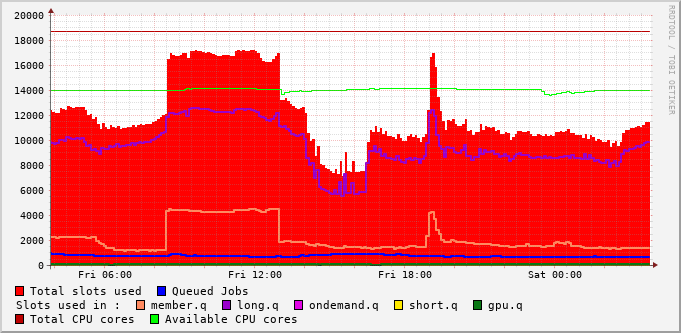 20000
18000
16000
14000
12000
10000
8000
6000
4000
2000
0
Fri 06:00 Fri 12:00 Fri 18:00 Sat 00:00
RRDTOOL / TOBI OETIKER
Total slots used Queued Jobs
Slots used in : member.q long.q ondemand.q short.q gpu.q
Total CPU cores Available CPU cores